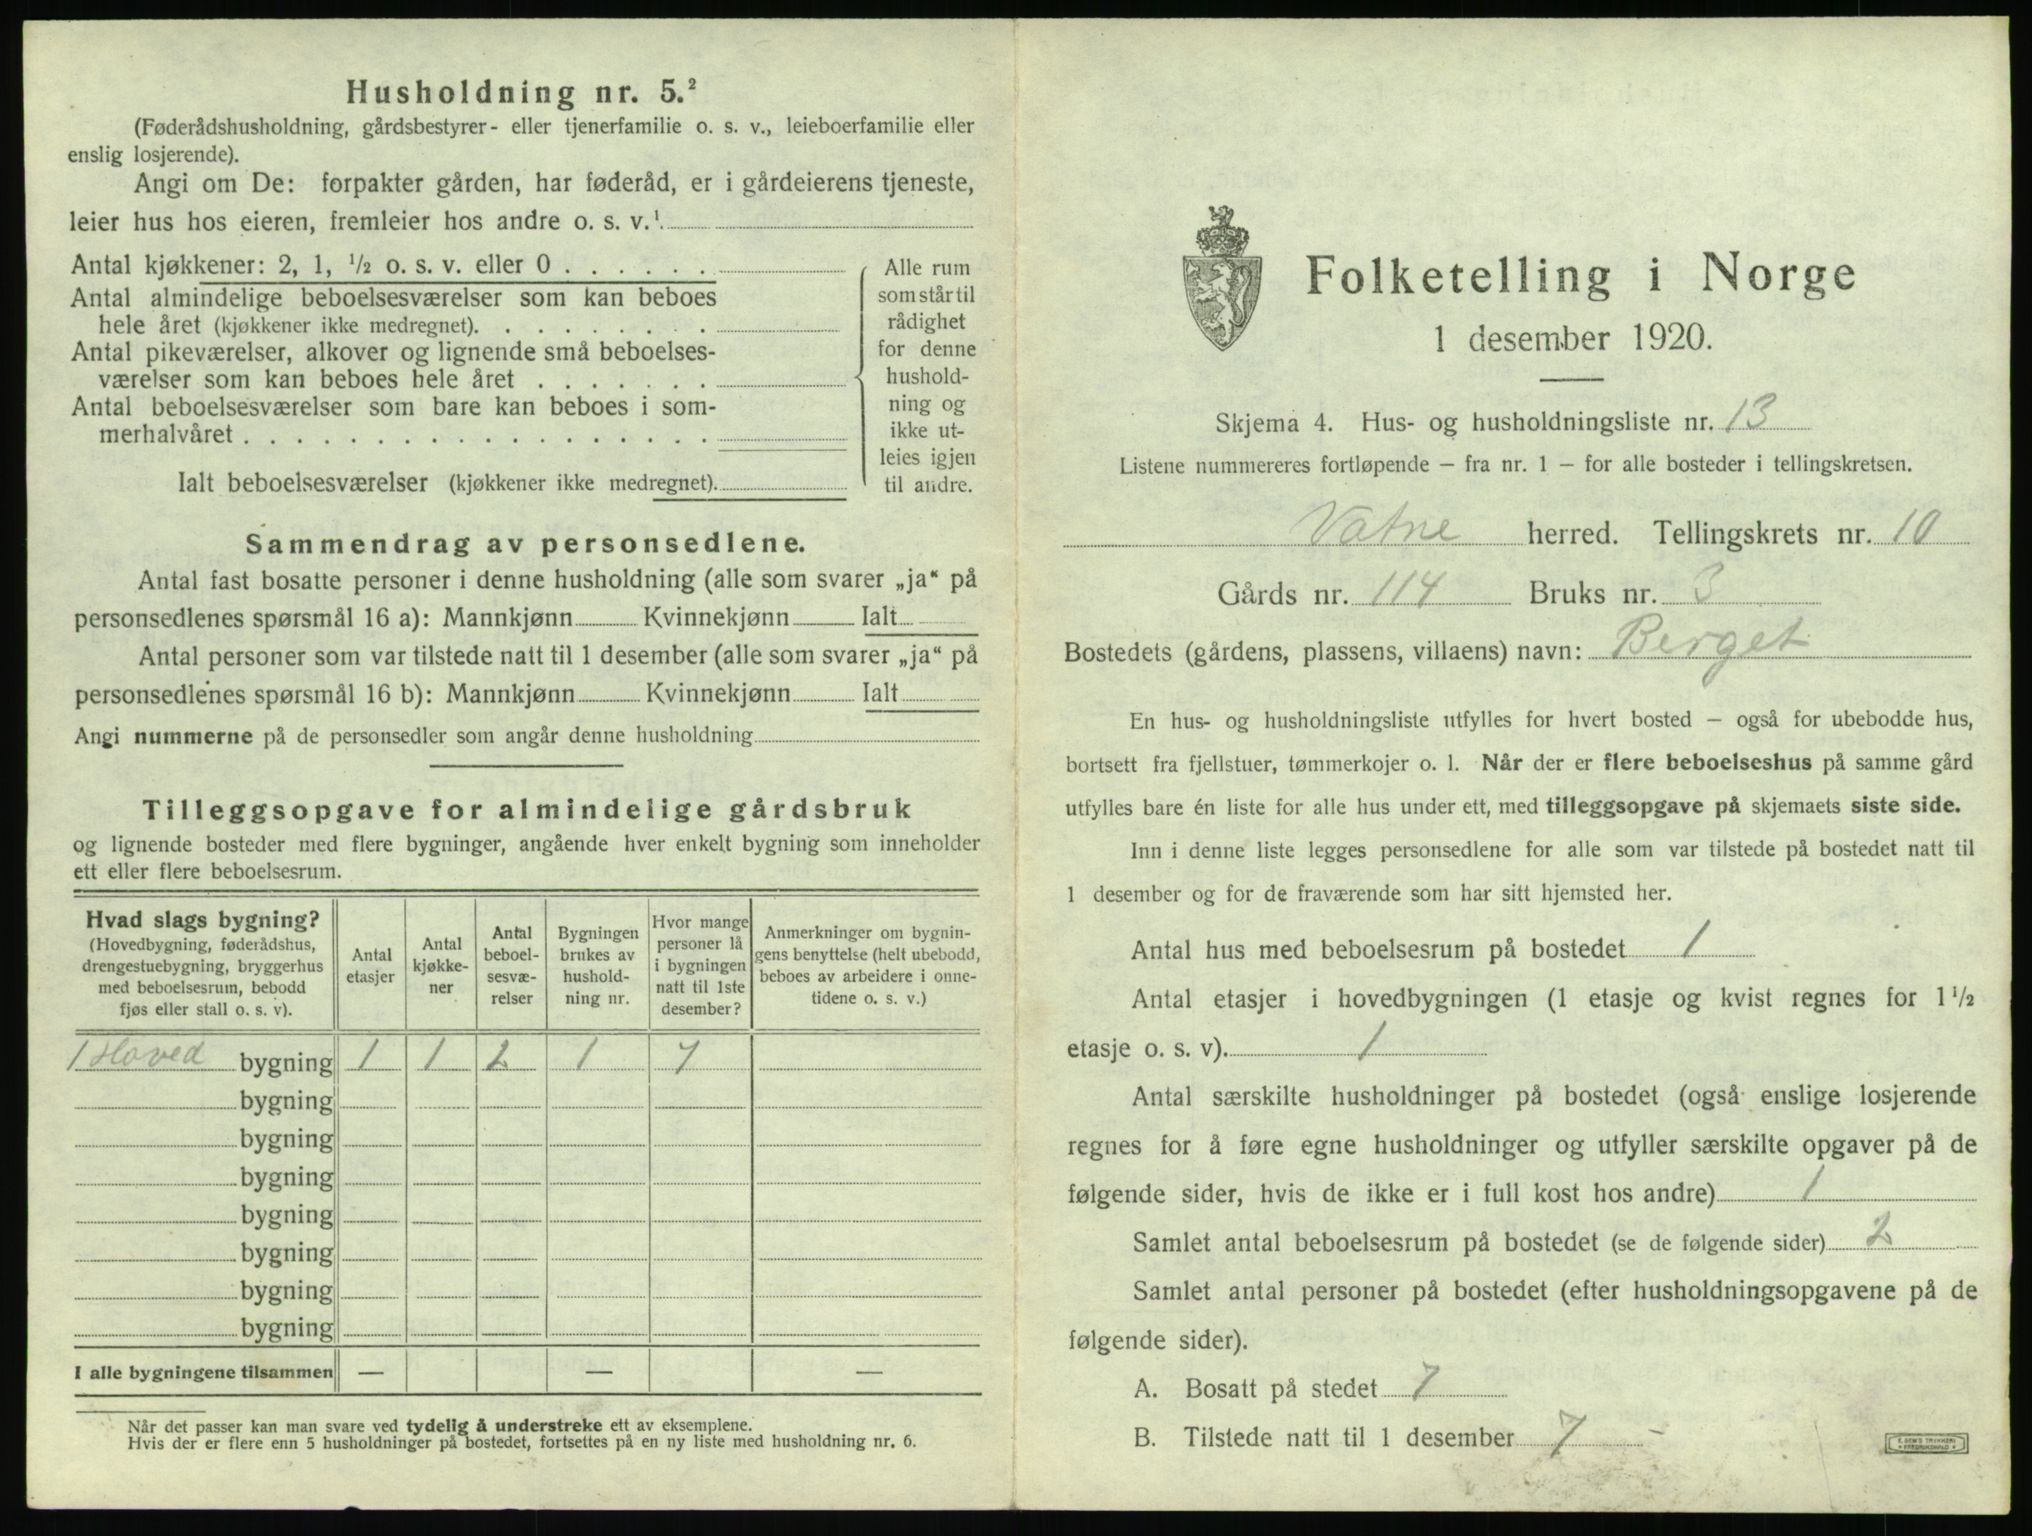 Husholdning nr. 5.²
(Føderådshusholdning, gårdsbestyrer- eller tjenerfamilie o. s. v., leieboerfamilie eller
enslig losjerende).
Angi om De: forpakter gården, har føderåd, er i gårdeierens tjeneste,
leier hus hos eieren, fremleier hos andre o. s. v.¹
Antal kjøkkener: 2, 1, ½ o. s. v. eller 0
Antal almindelige beboelsesværelser som kan beboes
hele året (kjøkkener ikke medregnet).
Antal pikeværelser, alkover og lignende små beboelses-
værelser som kan beboes hele året
Antal beboelsesværelser som bare kan beboes i som-
merhalvåret
Ialt beboelsesværelser (kjøkkener ikke medregnet).
Alle rum
som står til
rådighet
for denne
hushold-
ning og
ikke ut-
leies igjen
til andre.
Sammendrag av personsedlene.
Antal fast bosatte personer i denne husholdning (alle som svarer „ja“ på
personsedlenes spørsmål 16 a): Mannkjønn Kvinnekjønn Ialt
Antal personer som var tilstede natt til 1 desember (alle som svarer „ja“ på
personsedlenes spørsmål 16 b): Mannkjønn Kvinnekjønn Ialt
Angi nummerne på de personsedler som angår denne husholdning
Tilleggsopgave for almindelige gårdsbruk
og lignende bosteder med flere bygninger, angående hver enkelt bygning som inneholder
ett eller flere beboelsesrum.
Hvad slags bygning?
(Hovedbygning, føderådshus,
drengestuebygning, bryggerhus
med beboelsesrum, bebodd
fjøs eller stall o. s. v).
Antal
etasjer
Antal
kjøkke-
ner
Antal
beboel-
sesvæ-
relser
Bygningen
brukes av
hushold-
ning nr.
Hvor mange
personer lå
i bygningen
natt til 1ste
desember?
Anmerkninger om bygnin-
gens benyttelse (helt ubebodd,
beboes av arbeidere i onne-
tidene o. s. v.)
1 Hoved bygning 1 1 2 1 7
bygning
bygning
bygning
bygning
bygning
bygning
bygning
I alle bygningene tilsammen — — —
Når det passer kan man svare ved tydelig å understreke ett av eksemplene.
Hvis der er flere enn 5 husholdninger på bostedet, fortsettes på en ny liste med husholdning nr. 6.
Folketelling i Norge
1 desember 1920.
Skjema 4. Hus- og husholdningsliste nr. 13
Listene nummereres fortløpende – fra nr. 1 – for alle bosteder i tellingskretsen.
Vatne herred. Tellingskrets nr. 10
Gårds nr. 114 Bruks nr. 3
Bostedets (gårdens, plassens, villaens) navn: Berget
En hus- og husholdningsliste utfylles for hvert bosted – også for ubebodde hus,
bortsett fra fjellstuer, tømmerkojer o. l. Når der er flere beboelseshus på samme gård
utfylles bare én liste for alle hus under ett, med tilleggsopgave på skjemaets siste side.
Inn i denne liste legges personsedlene for alle som var tilstede på bostedet natt til
1 desember og for de fraværende som har sitt hjemsted her.
Antal hus med beboelsesrum på bostedet 1
Antal etasjer i hovedbygningen (1 etasje og kvist regnes for 1½
etasje o. s. v). 1
Antal særskilte husholdninger på bostedet (også enslige losjerende
regnes for å føre egne husholdninger og utfyller særskilte opgaver på de
følgende sider, hvis de ikke er i full kost hos andre) 1
Samlet antal beboelsesrum på bostedet (se de følgende sider) 2
Samlet antal personer på bostedet (efter husholdningsopgavene på de
følgende sider).
A. Bosatt på stedet 7
B. Tilstede natt til 1 desember 7